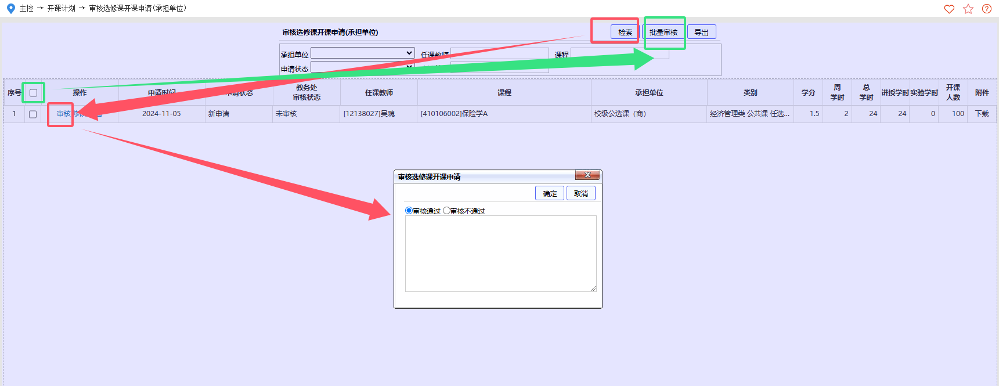 主控 → 开课计划 → 审核选修课开课申请(承担单位)
审核选修课开课申请(承担单位) 检索 批量审核 导出
承担单位 任课教师 课程
申请状态
序号 操作 申请时间 申请状态 教务处审核状态 任课教师 课程 承担单位 类别 学分 周学时 总学时 讲授学时 实验学时 开课人数 附件
1 审核 2024-11-05 新申请 未审核 [12138027]吴瑰 [410106002]保险学A 校级公选课（商） 经济管理类 公共课 任选... 1.5 2 24 24 0 100 下载
审核选修课开课申请
确定 取消
审核通过 审核不通过